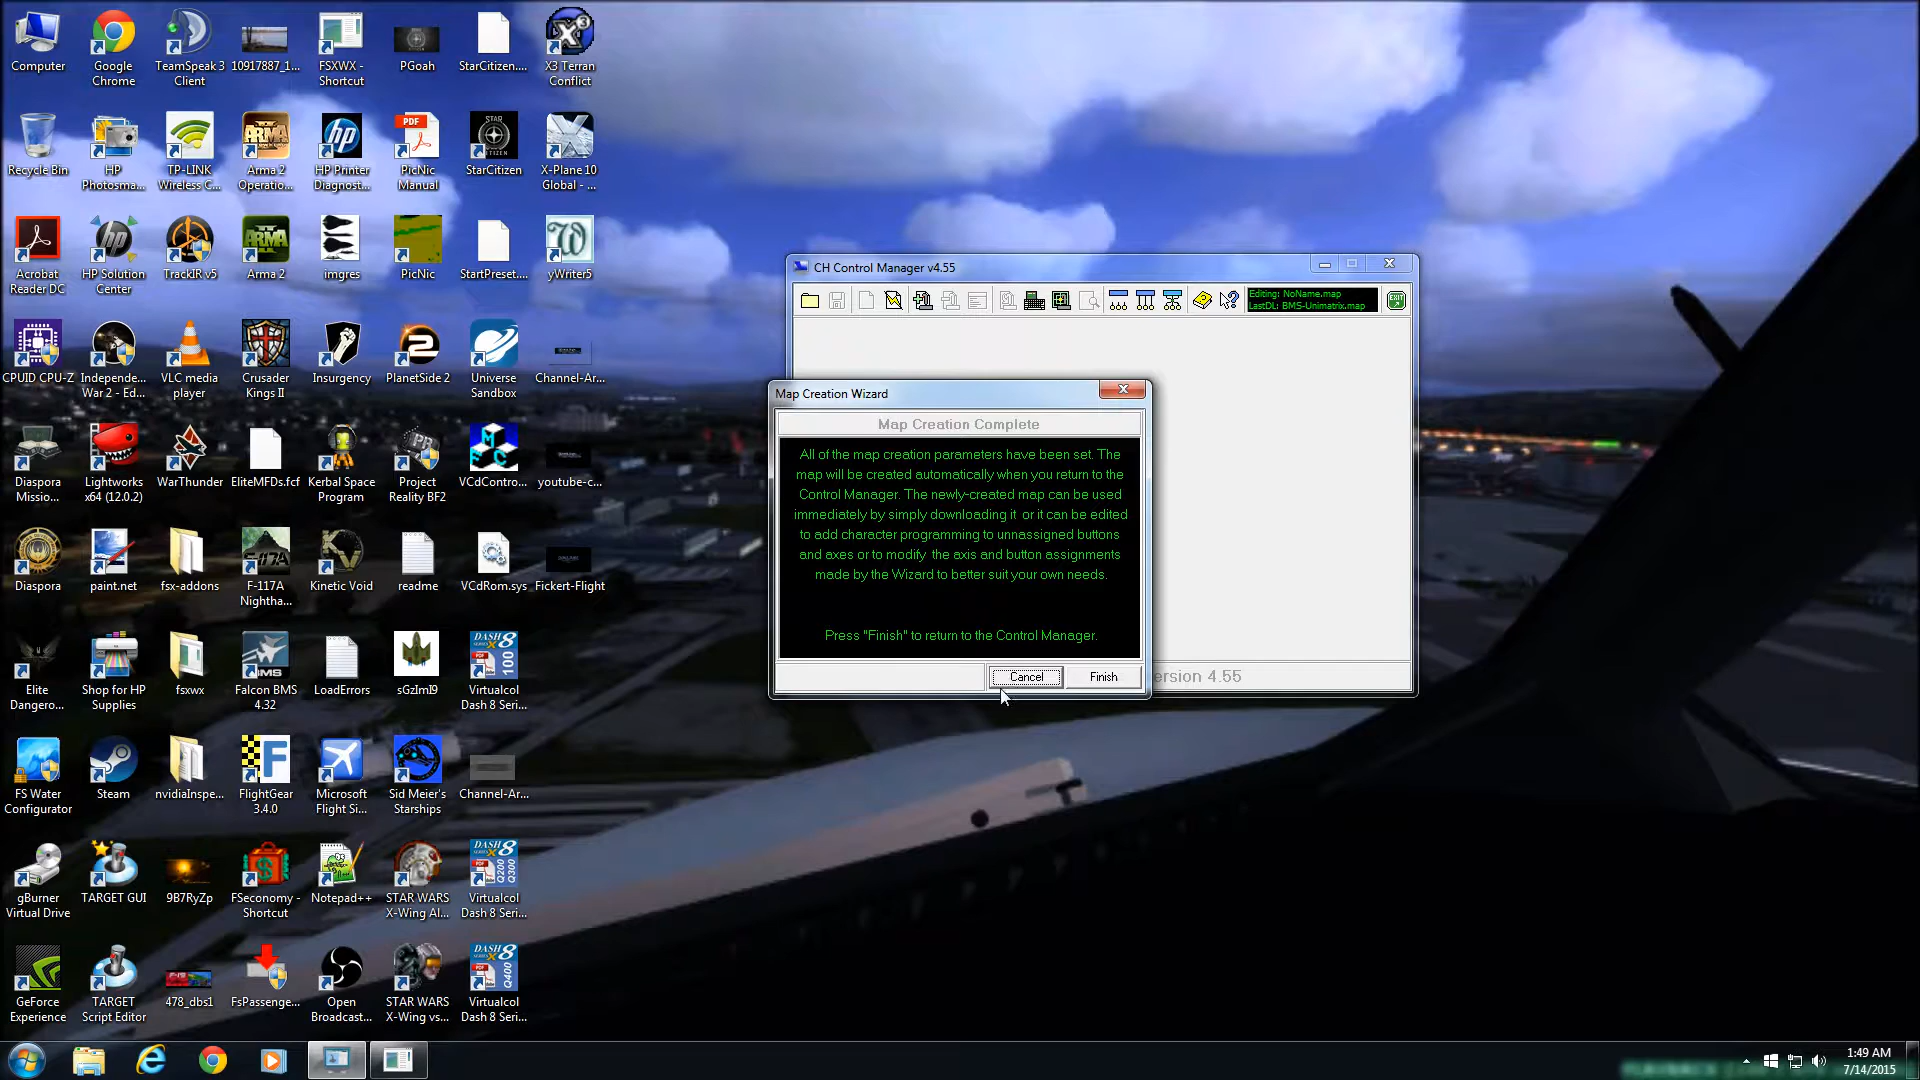 Computer
Google
Chrome
TeamSpeak 3
Client
10917887_1...
FSXWX -
Shortcut
PGoah
StarCitizen....
X3 Terran
Conflict
Recycle Bin
HP
Photosma...
TP-LINK
Wireless C...
Arma 2
Operatio...
HP Printer
Diagnost...
PDF
PicNic
Manual
StarCitizen
X-Plane 10
Global - ...
Acrobat
Reader DC
HP Solution
Center
TrackIR v5
Arma 2
imgres
PicNic
StartPreset....
yWriter5
CPUID CPU-Z
Independe...
War 2 - Ed...
VLC media
player
Crusader
Kings II
Insurgency
PlanetSide 2
Universe
Sandbox
Channel-Ar...
Diaspora
Missio...
Lightworks
x64 (12.0.2)
WarThunder
EliteMFDs.fcf
Kerbal Space
Program
Project
Reality BF2
VCdContro...
youtube-c...
Diaspora
paint.net
fsx-addons
F-117A
Nightha...
Kinetic Void
readme
VCdRom.sys
Fickert-Flight
Elite
Dangero...
Shop for HP
Supplies
fsxwx
Falcon BMS
4.32
LoadErrors
sGzImI9
Virtualcol
Dash 8 Seri...
FS Water
Configurator
Steam
nvidiaInspe...
FlightGear
3.4.0
Microsoft
Flight Si...
Sid Meier's
Starships
Channel-Ar...
gBurner
Virtual Drive
TARGET GUI
9B7RyZp
FSeconomy -
Shortcut
Notepad++
STAR WARS
X-Wing Al...
Virtualcol
Dash 8 Seri...
GeForce
Experience
TARGET
Script Editor
478_dbs1
FsPassenge...
Open
Broadcast...
STAR WARS
X-Wing vs...
Virtualcol
Dash 8 Seri...
CH Control Manager v4.55
Editing: NoName.map
LastDL: BMS-Unimatrix.map
EXIT
Map Creation Wizard
Map Creation Complete
All of the map creation parameters have been set. The
map will be created automatically when you return to the
Control Manager. The newly-created map can be used
immediately by simply downloading it or it can be edited
to add character programming to unnassigned buttons
and axes or to modify the axis and button assignments
made by the Wizard to better suit your own needs.
Press "Finish" to return to the Control Manager.
Cancel
Finish
ersion 4.55
1:49 AM
7/14/2015